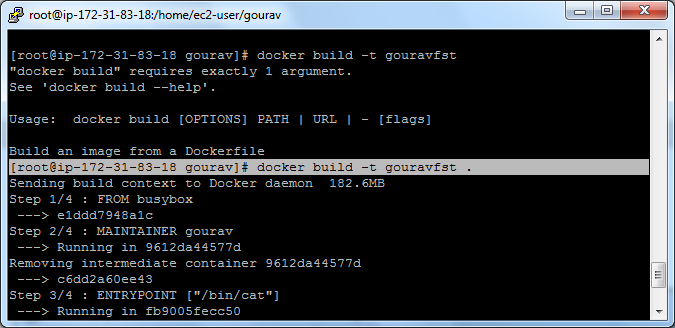 root@ip-172-31-83-18:/home/ec2-user/gourav
[root@ip-172-31-83-18 gourav]# docker build -t gouravfst
"docker build" requires exactly 1 argument.
See 'docker build --help'.
Usage:  docker build [OPTIONS] PATH | URL | - [flags]
Build an image from a Dockerfile
[root@ip-172-31-83-18 gourav]# docker build -t gouravfst .
Sending build context to Docker daemon  182.6MB
Step 1/4 : FROM busybox
 ---> e1ddd7948a1c
Step 2/4 : MAINTAINER gourav
 ---> Running in 9612da44577d
Removing intermediate container 9612da44577d
 ---> c6dd2a60ee43
Step 3/4 : ENTRYPOINT ["/bin/cat"]
 ---> Running in fb9005fecc50